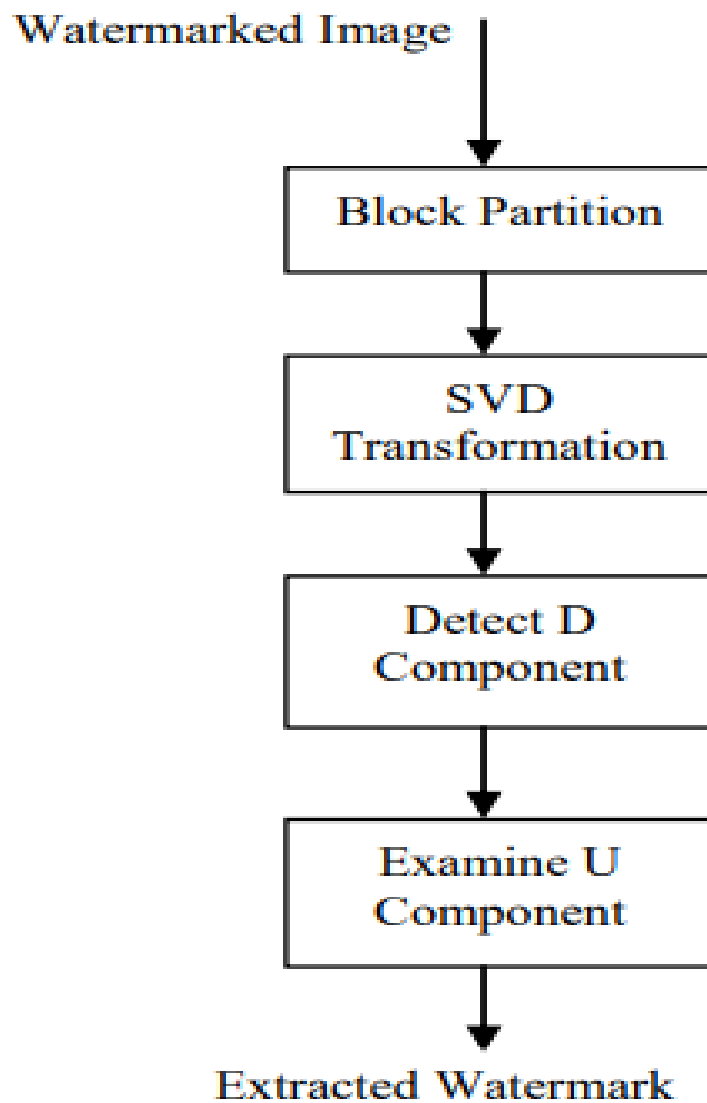 Watermarked Image
Block Partition
SVD
Transformation
Detect D
Component
Examine U
Component
Extracted Watermark